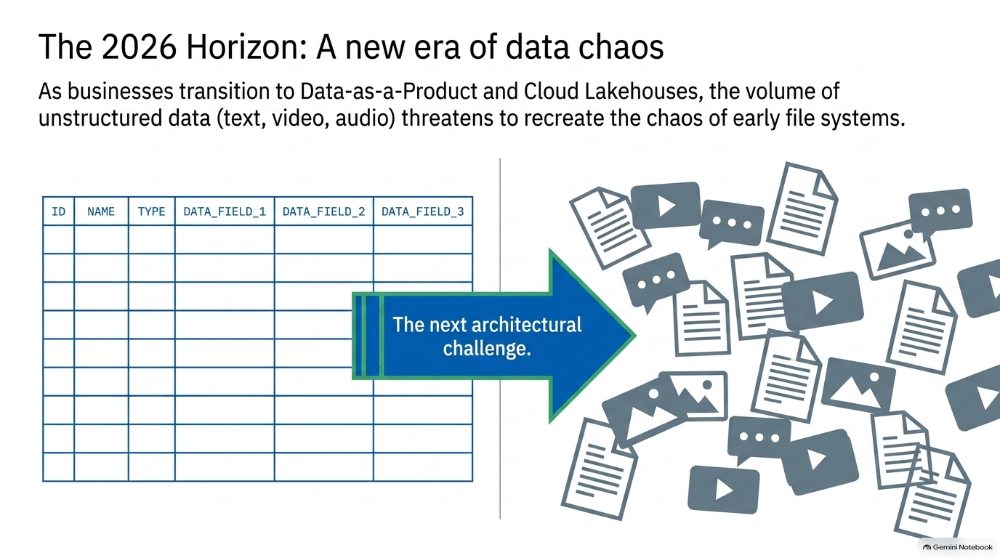 The 2026 Horizon: A new era of data chaos
As businesses transition to Data-as-a-Product and Cloud Lakehouses, the volume of
unstructured data (text, video, audio) threatens to recreate the chaos of early file systems.
ID NAME TYPE DATA_FIELD_1 DATA_FIELD_2 DATA_FIELD_3
The next architectural
challenge.
Gemini Notebook